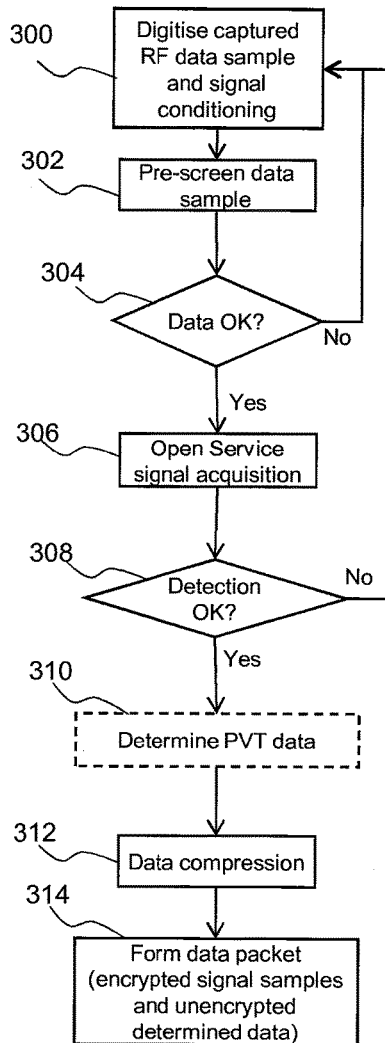 300
Digitise captured
RF data sample
and signal
conditioning
302
Pre-screen data
sample
304
Data OK?
No
Yes
306
Open Service
signal acquisition
308
Detection
OK?
No
Yes
310
Determine PVT data
312
Data compression
314
Form data packet
(encrypted signal samples
and unencrypted
determined data)